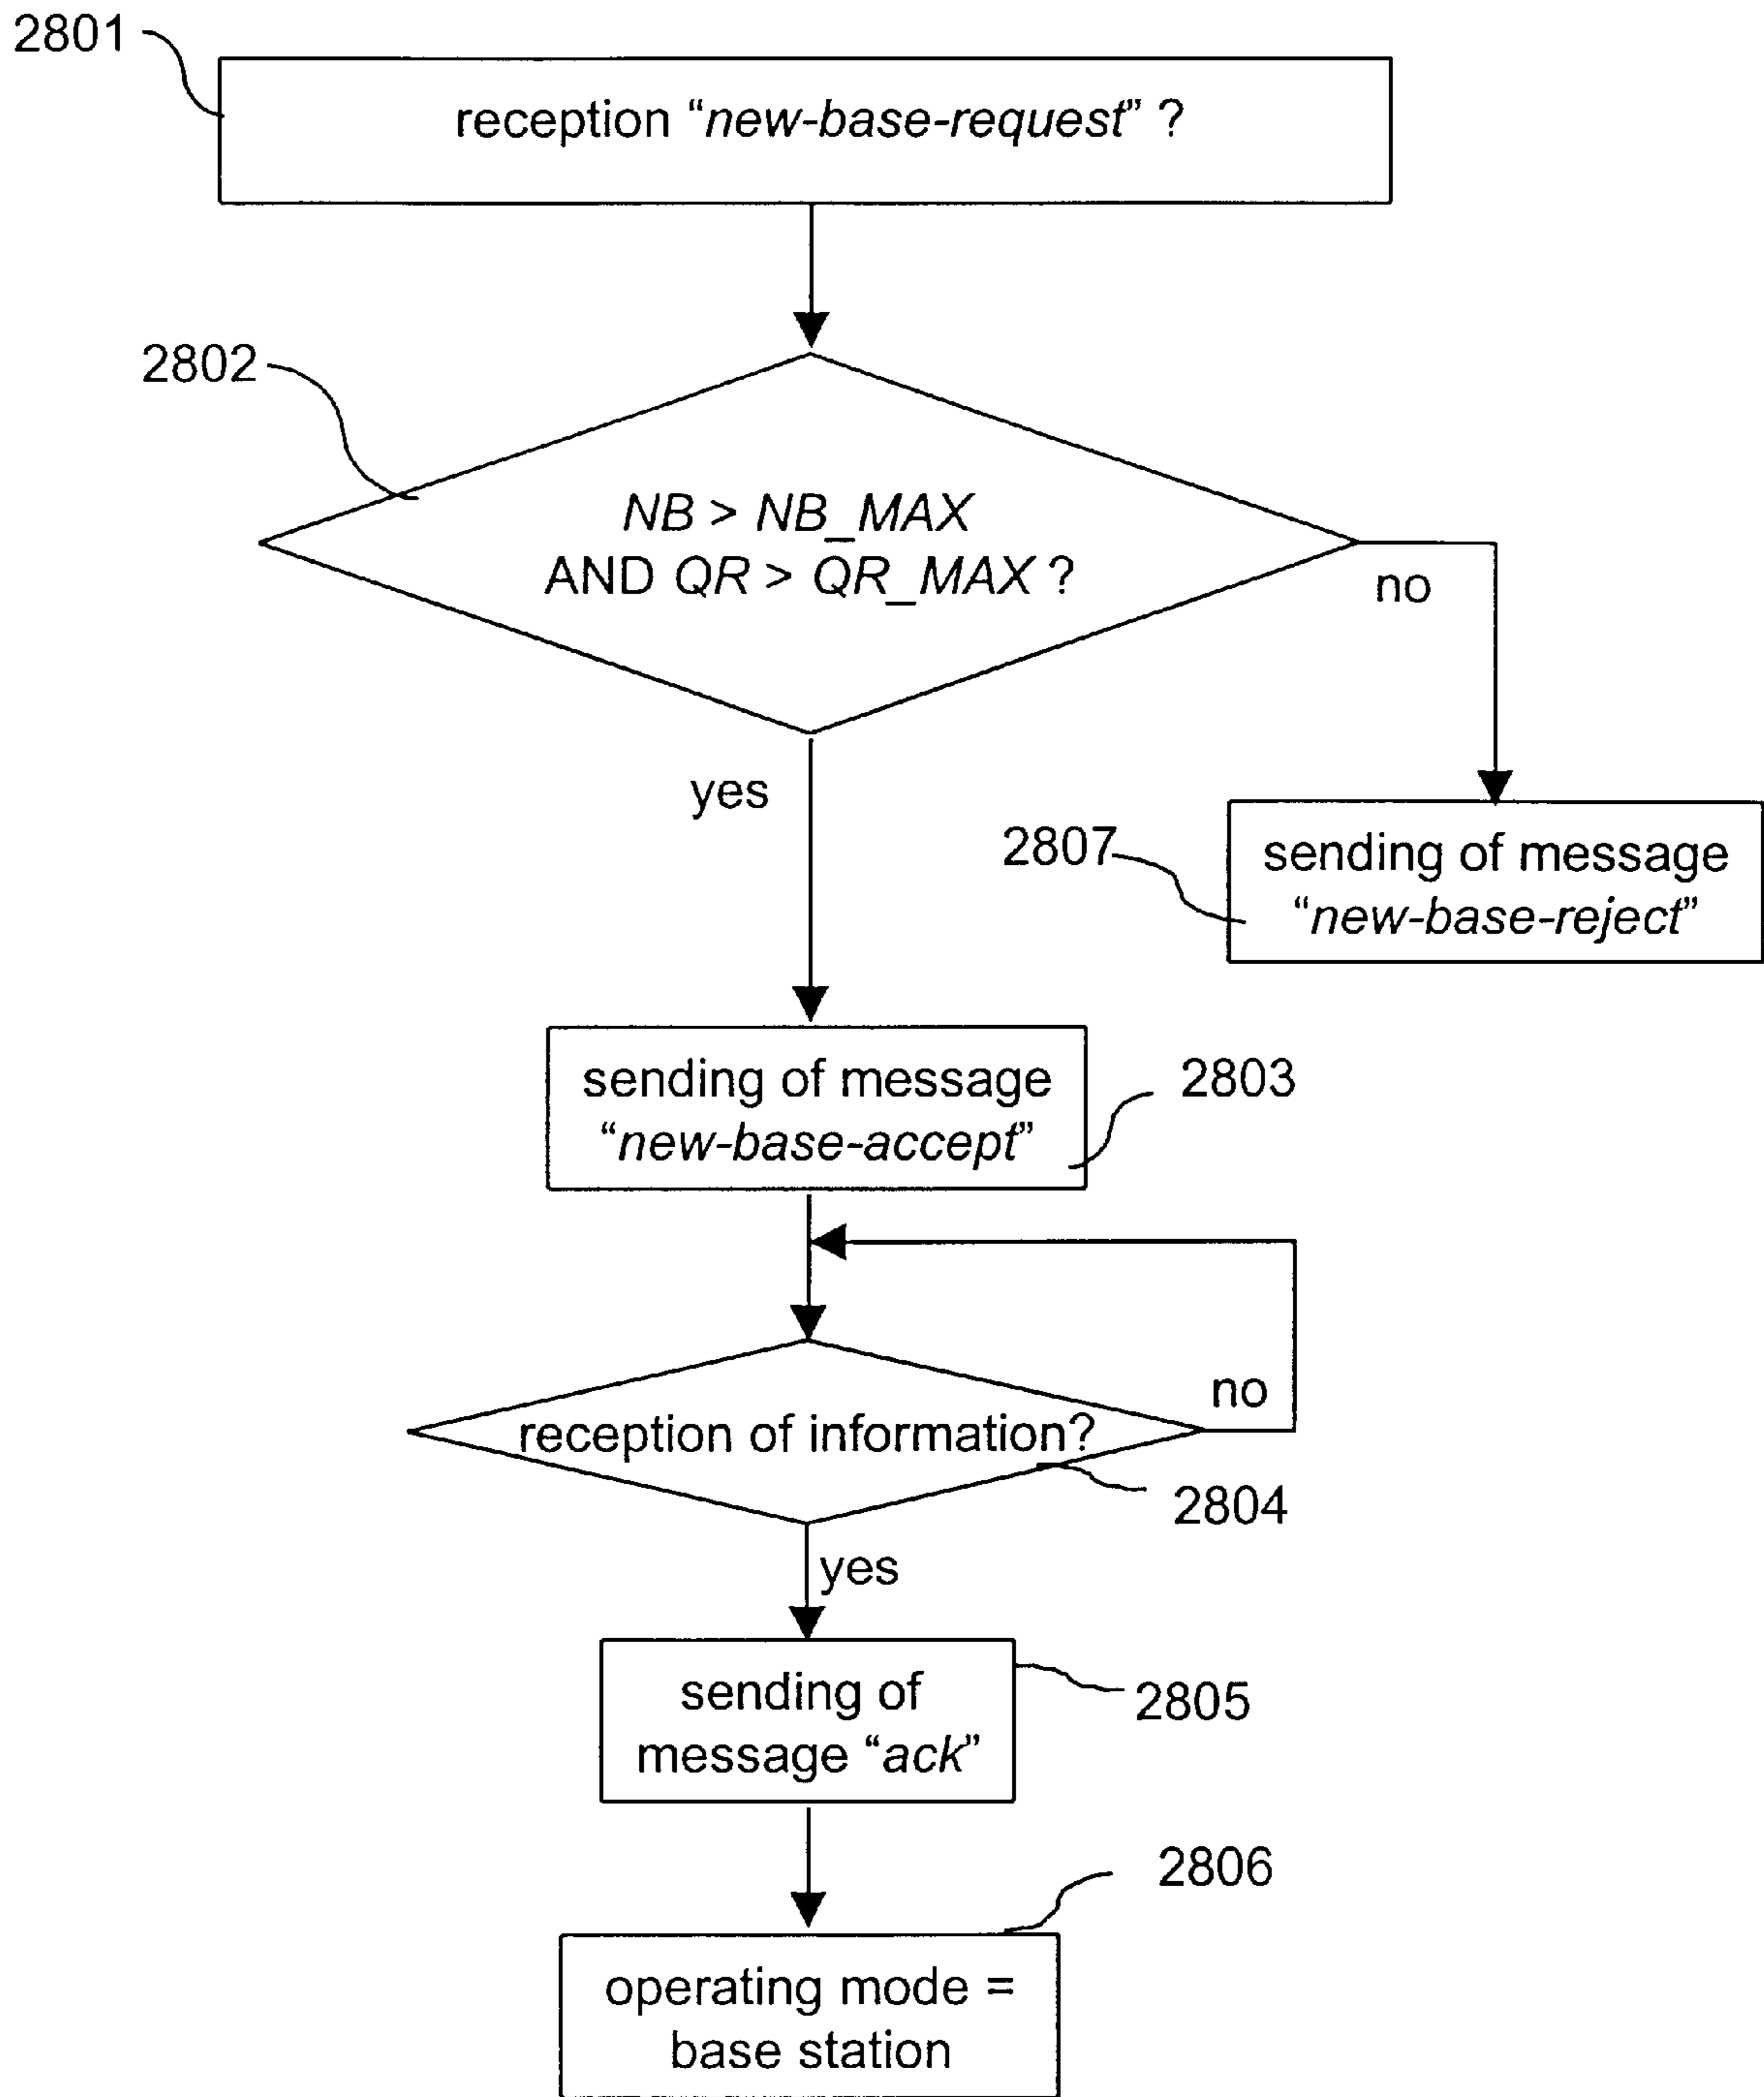 2801
reception “new-base-request” ?
2802
NB > NB_MAX
AND QR > QR_MAX ?
no
yes
2807
sending of message
“new-base-reject”
sending of message
“new-base-accept”
2803
no
reception of information?
2804
yes
sending of
message “ack”
2805
2806
operating mode =
base station